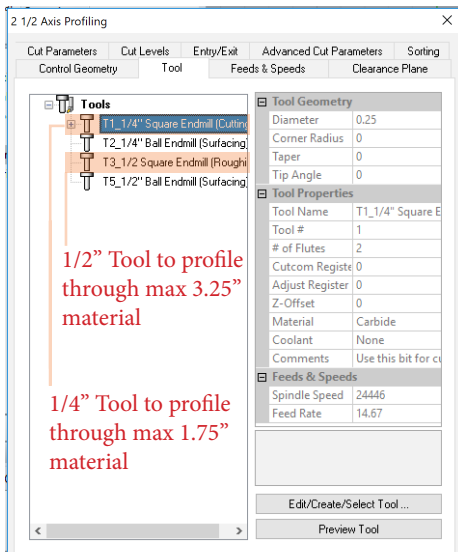 2 1/2 Axis Profiling
Cut Parameters Cut Levels Entry/Exit Advanced Cut Parameters Sorting
Control Geometry Tool Feeds & Speeds Clearance Plane
Tools
T1_1/4" Square Endmill (Cutting
T2_1/4" Ball Endmill (Surfacing)
T3_1/2 Square Endmill (Roughi
T5_1/2" Ball Endmill (Surfacing)
1/2” Tool to profile
through max 3.25”
material
1/4” Tool to profile
through max 1.75”
material
Tool Geometry
Diameter 0.25
Corner Radius 0
Taper 0
Tip Angle 0
Tool Properties
Tool Name T1_1/4" Square E
Tool # 1
# of Flutes 2
Cutcom Registe 0
Adjust Register 0
Z-Offset 0
Material Carbide
Coolant None
Comments Use this bit for cu
Feeds & Speeds
Spindle Speed 24446
Feed Rate 14.67
Edit/Create/Select Tool ...
Preview Tool